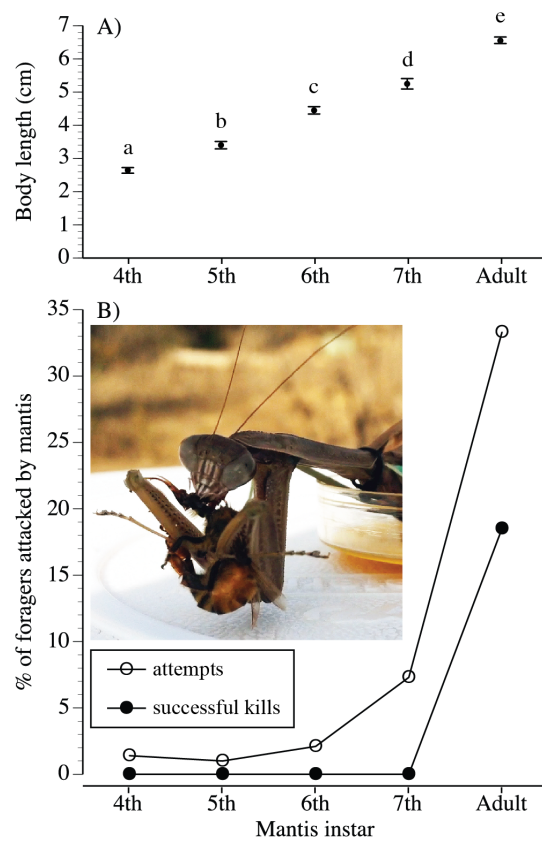 A)
Body length (cm)
7
6
5
4
3
2
1
0
a
b
c
d
e
4th 5th 6th 7th Adult
B)
% of foragers attacked by mantis
35
30
25
20
15
10
5
0
attempts
successful kills
4th 5th 6th 7th Adult
Mantis instar